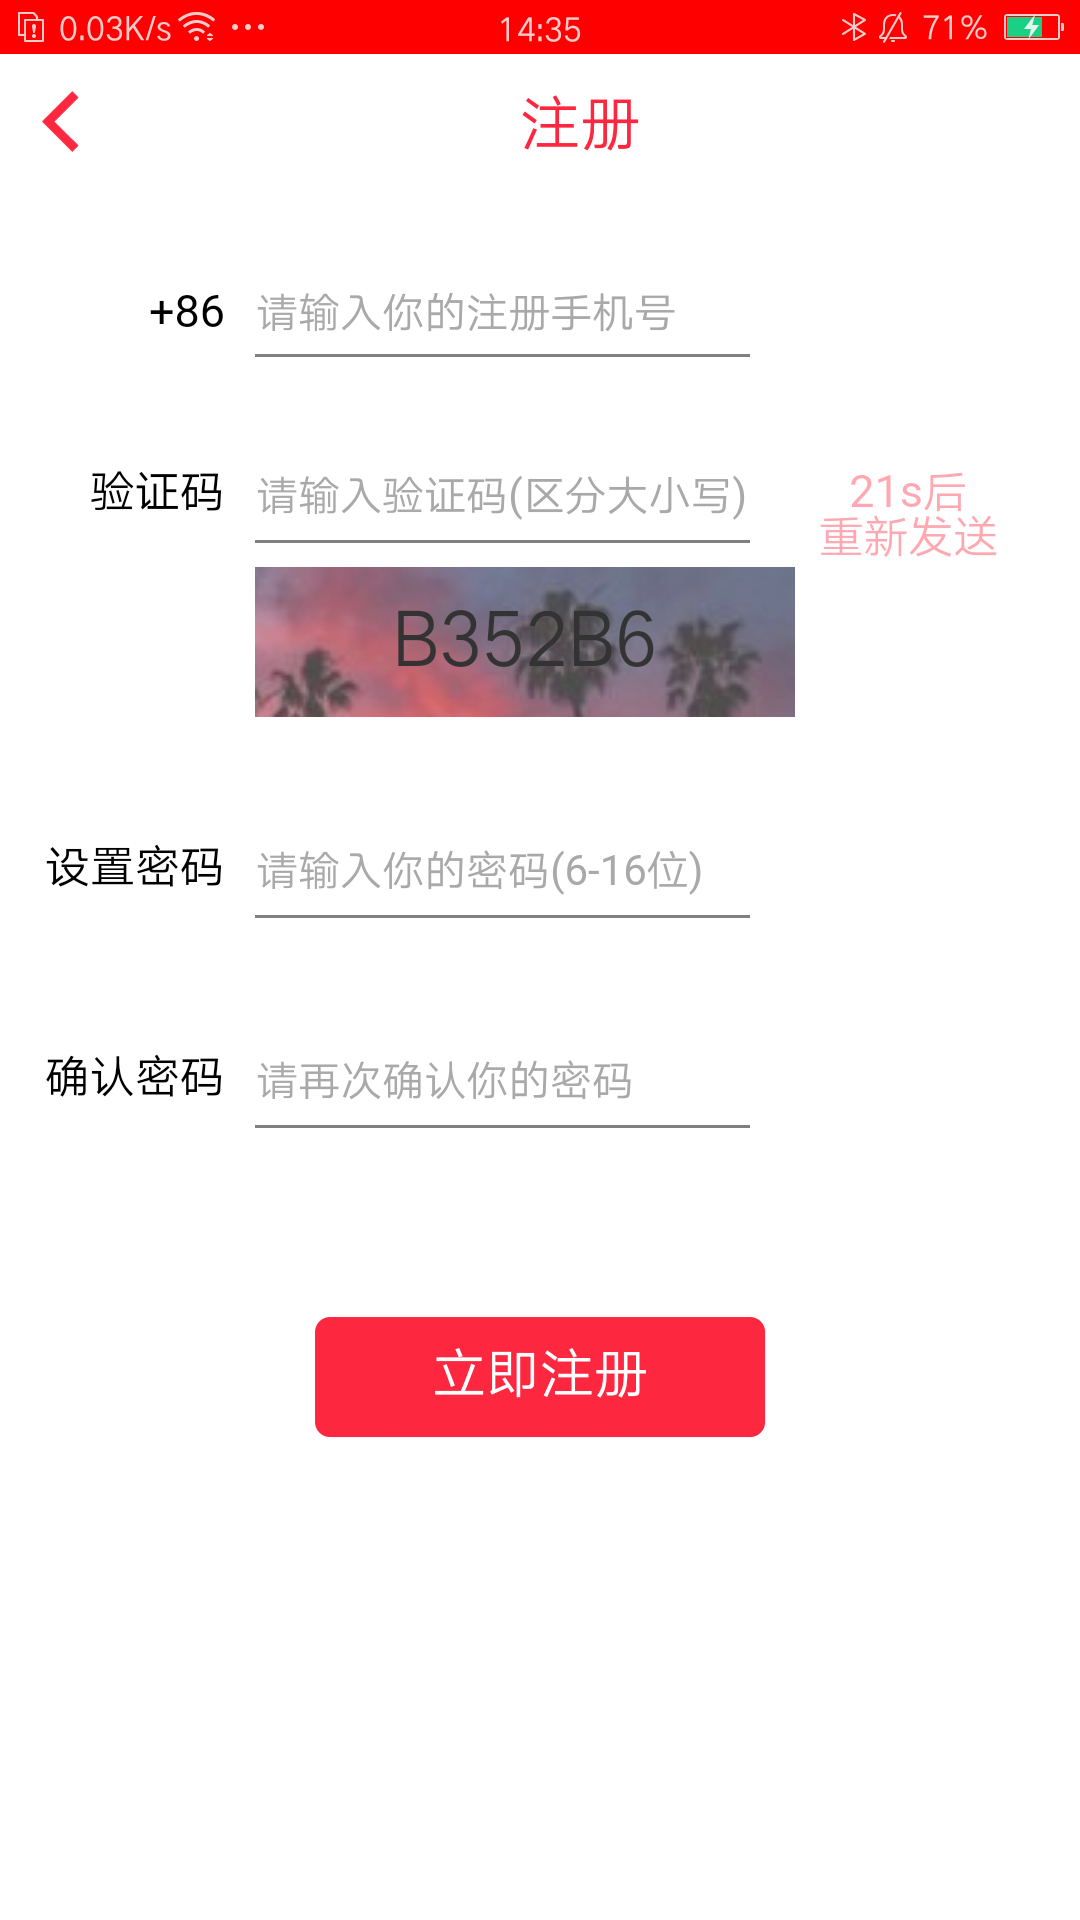 0.03K/s ··· 14:35 71%
注册
+86 请输入你的注册手机号
验证码 请输入验证码(区分大小写) 21s后
重新发送
B352B6
设置密码 请输入你的密码(6-16位)
确认密码 请再次确认你的密码
立即注册